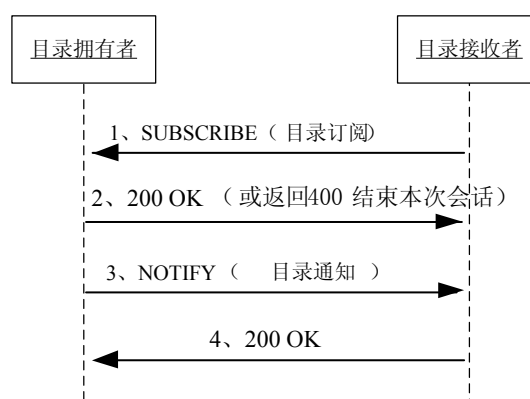 目录拥有者
目录接收者
1、SUBSCRIBE（目录订阅）
2、200 OK （或返回400 结束本次会话）
3、NOTIFY（ 目录通知 ）
4、200 OK